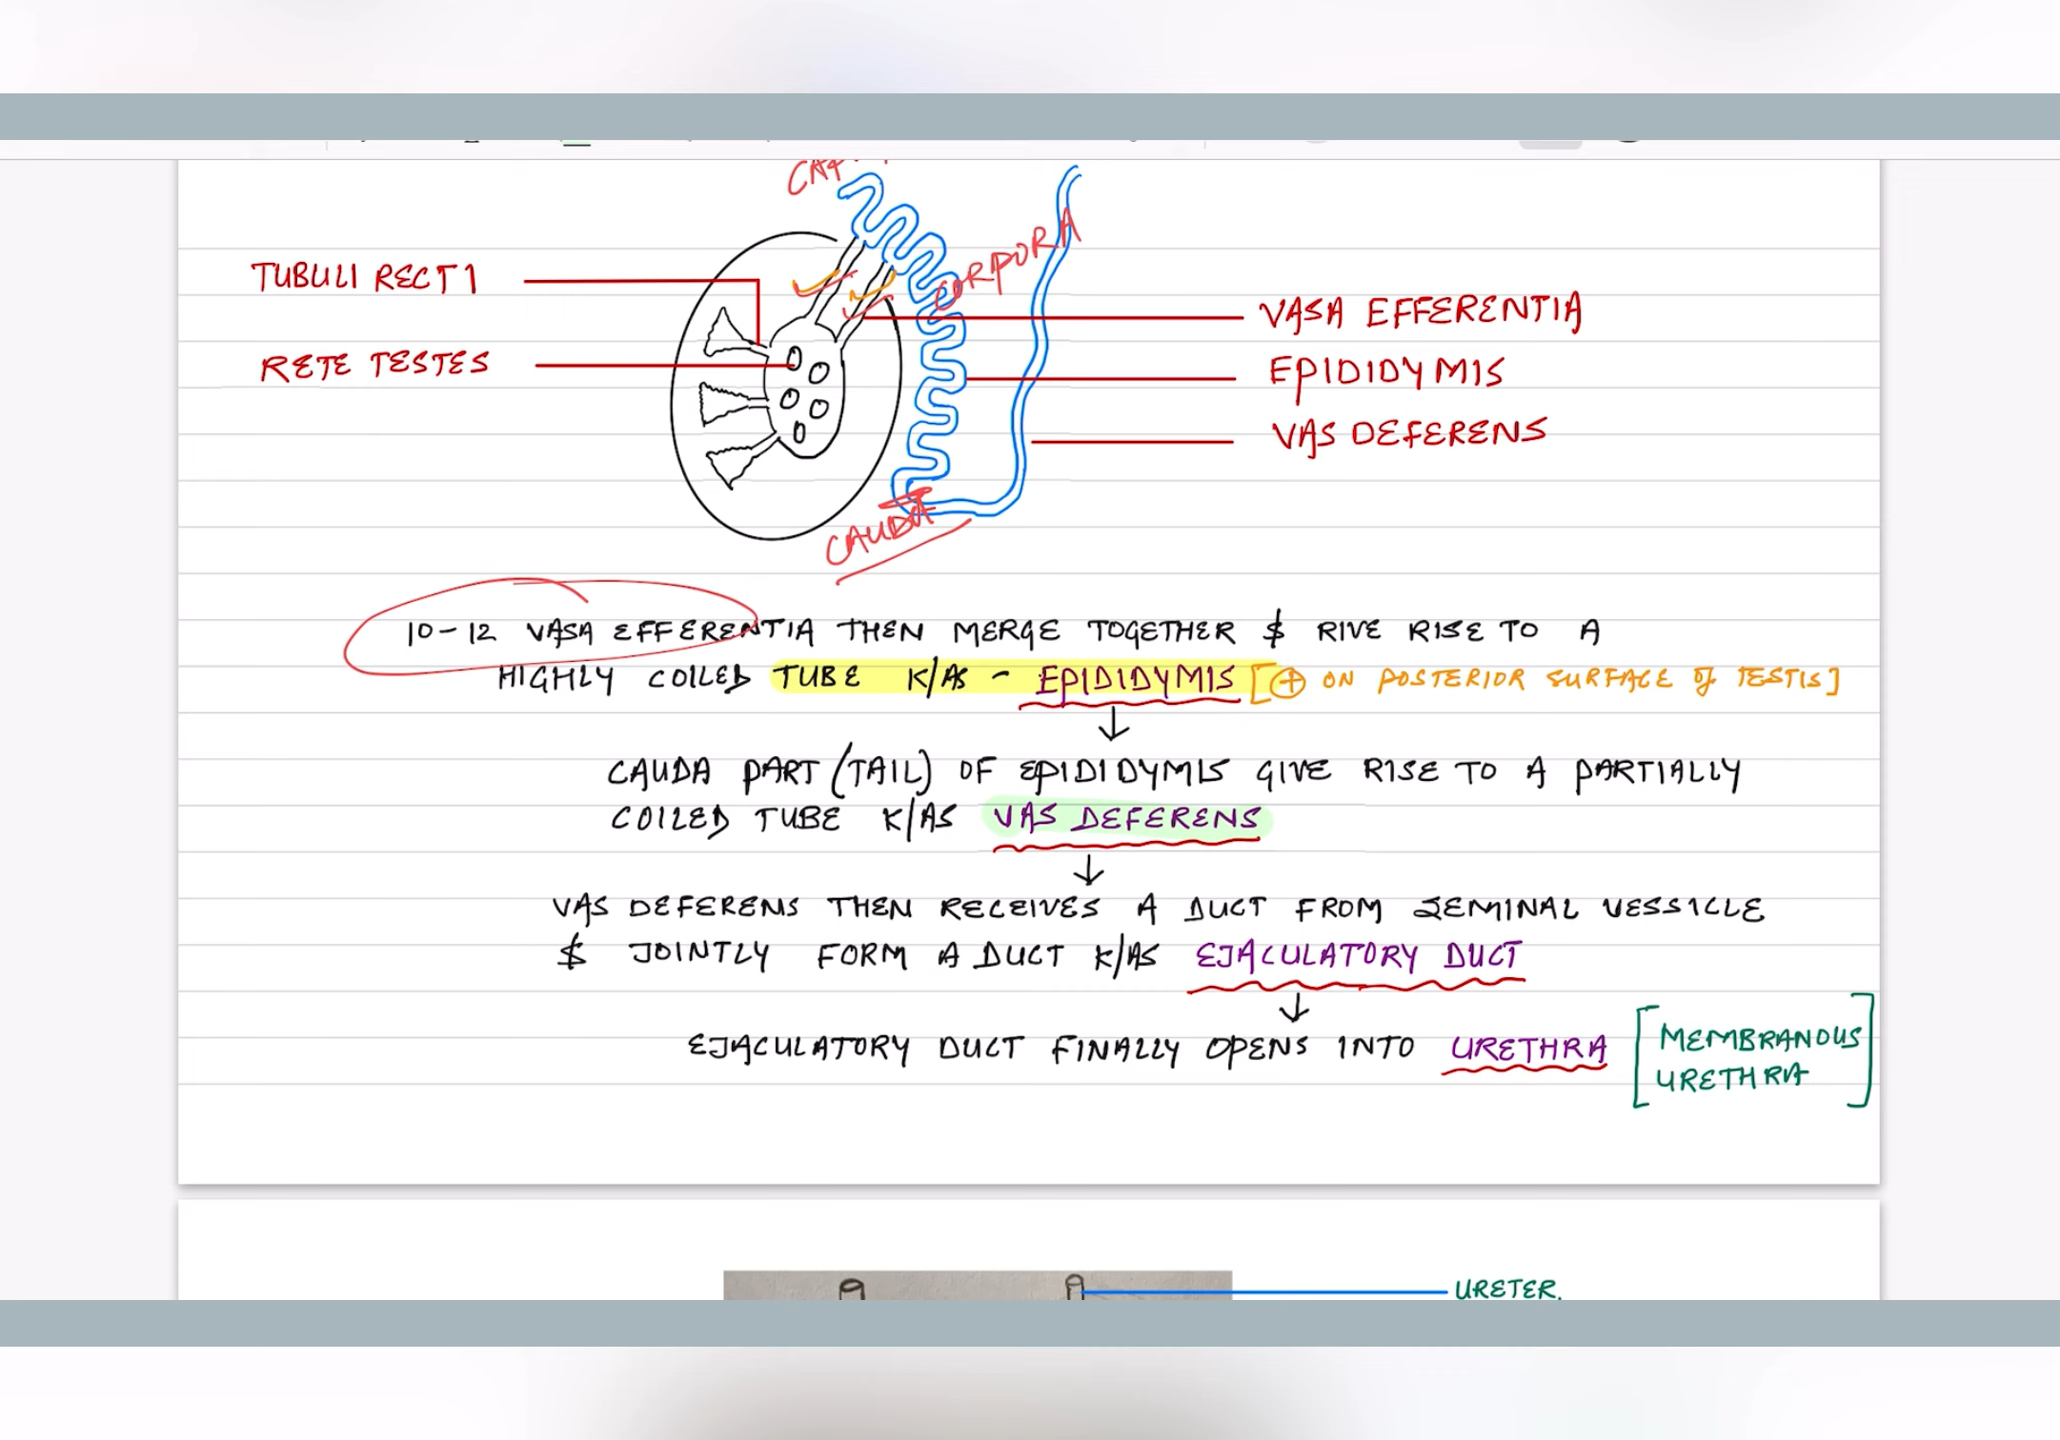 CORPORA
TUBULI RECTI
VASA EFFERENTIA
RETE TESTES
EPIDIDYMIS
VAS DEFERENS
CAUDA
10-12 VASA EFFERENTIA THEN MERGE TOGETHER & RIVE RISE TO A
HIGHLY COILED TUBE K/AS - EPIDIDYMIS [+ ON POSTERIOR SURFACE of TESTIS]
↓
CAUDA PART (TAIL) OF EPIDIDYMIS GIVE RISE TO A PARTIALLY
COILED TUBE K/AS VAS DEFERENS
↓
VAS DEFERENS THEN RECEIVES A DUCT FROM SEMINAL VESSICLE
& JOINTLY FORM A DUCT K/AS EJACULATORY DUCT
↓
EJACULATORY DUCT FINALLY OPENS INTO URETHRA [MEMBRANOUS
URETHRA]
URETER.